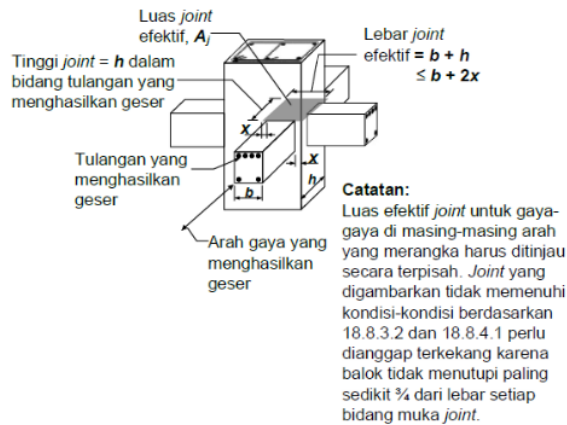 Luas joint
efektif, Aj
Lebar joint
efektif = b + h
≤ b + 2x
Tinggi joint = h dalam
bidang tulangan yang
menghasilkan geser
x
Tulangan yang
menghasilkan
geser
x
h
b
Arah gaya yang
menghasilkan
geser
Catatan:
Luas efektif joint untuk gaya-
gaya di masing-masing arah
yang merangka harus ditinjau
secara terpisah. Joint yang
digambarkan tidak memenuhi
kondisi-kondisi berdasarkan
18.8.3.2 dan 18.8.4.1 perlu
dianggap terkekang karena
balok tidak menutupi paling
sedikit ¾ dari lebar setiap
bidang muka joint.